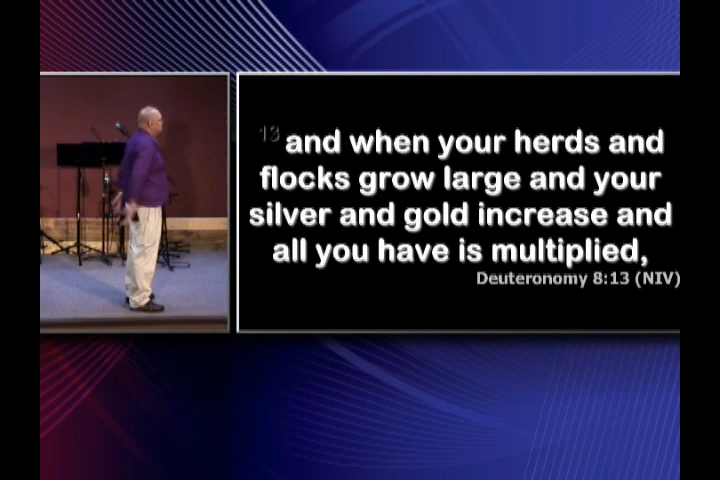 13 and when your herds and
flocks grow large and your
silver and gold increase and
all you have is multiplied,
Deuteronomy 8:13 (NIV)